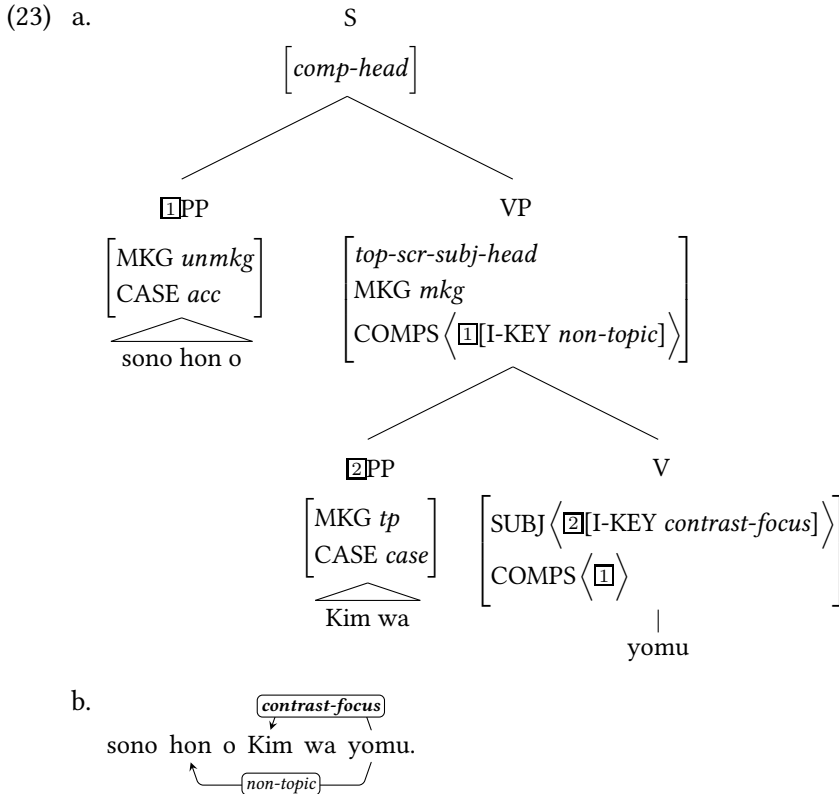 (23) a.
S
[comp-head]
1PP
VP
[MKG unmkg
CASE acc]
[top-scr-subj-head
MKG mkg
COMPS⟨1[I-KEY non-topic]⟩]
sono hon o
2PP
V
[MKG tp
CASE case]
[SUBJ⟨2[I-KEY contrast-focus]⟩
COMPS⟨1⟩]
Kim wa
yomu
b.
contrast-focus
sono hon o Kim wa yomu.
non-topic